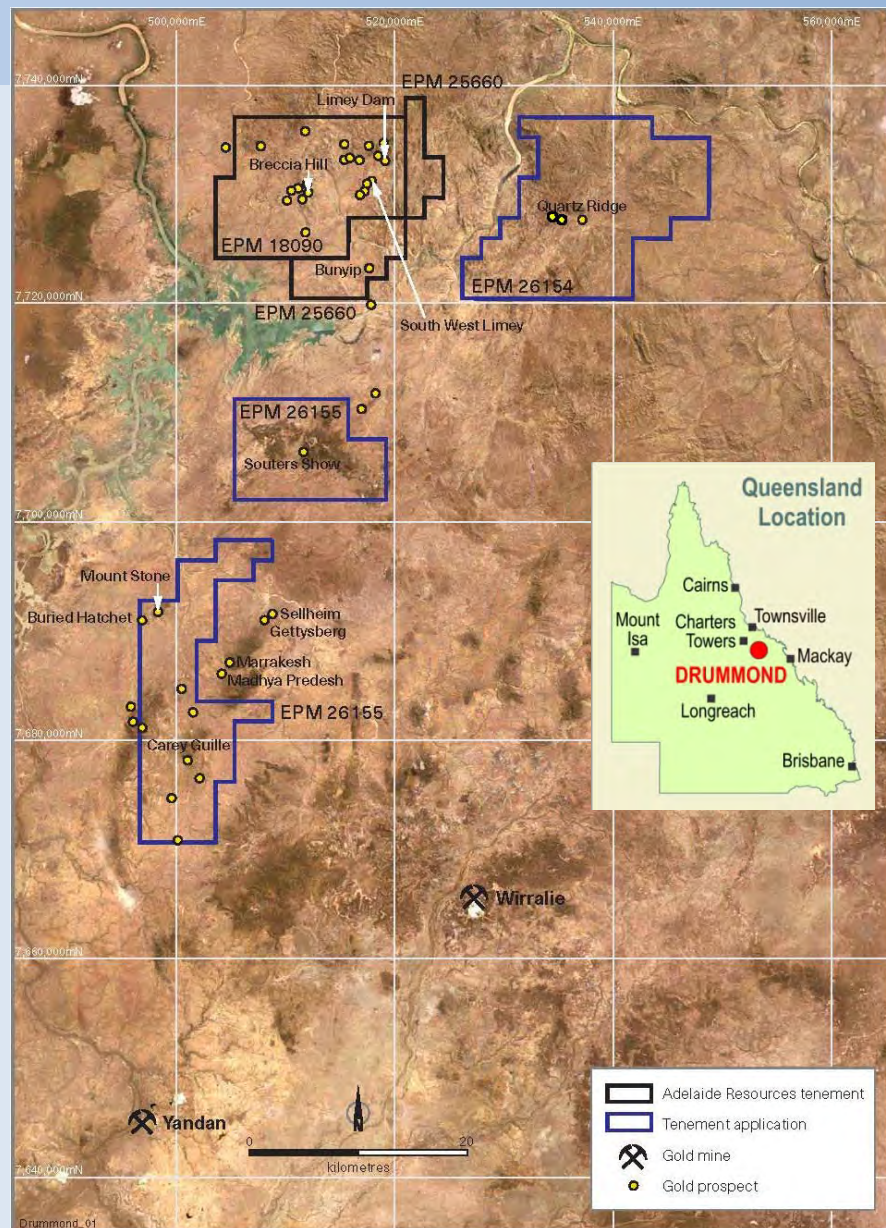 500,000mE
520,000mE
540,000mE
560,000mE
7,740,000mN
EPM 25660
Limey Dam
Breccia Hill
Quartz Ridge
EPM 18090
Bunyip
EPM 26154
7,720,000mN
EPM 25660
South West Limey
EPM 26155
Souters Show
7,700,000mN
Mount Stone
Buried Hatchet
Sellheim
Gettysberg
Marrakesh
Madhya Predesh
EPM 26155
7,680,000mN
Carey Guille
Queensland
Location
Cairns
Mount
Isa
Charters
Towers
Townsville
Mackay
DRUMMOND
Longreach
Brisbane
Wirralie
7,660,000mN
Yandan
N
0
20
kilometres
7,640,000mN
Adelaide Resources tenement
Tenement application
Gold mine
Gold prospect
Drummond_01